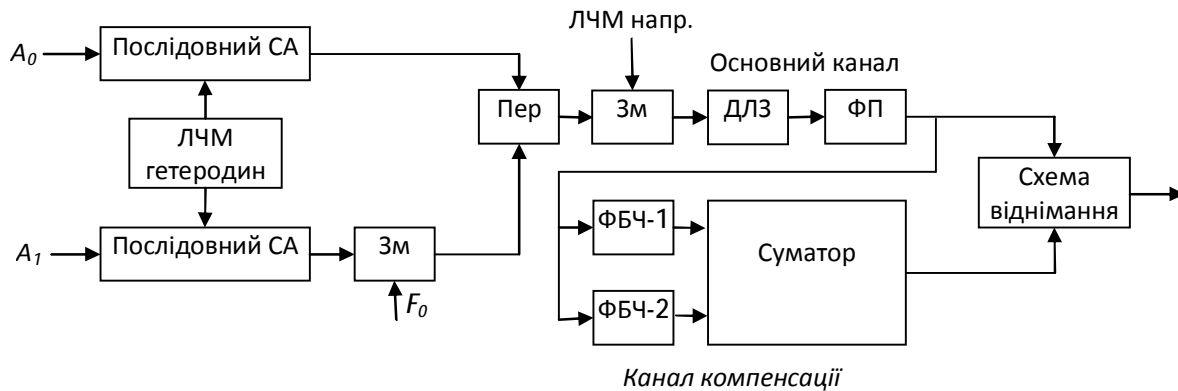 ЛЧМ напр.
A₀
Послідовний СА
Основний канал
Пер
Зм
ДЛЗ
ФП
ЛЧМ
гетеродин
Схема
віднімання
ФБЧ-1
A₁
Послідовний СА
Зм
Суматор
F₀
ФБЧ-2
Канал компенсації